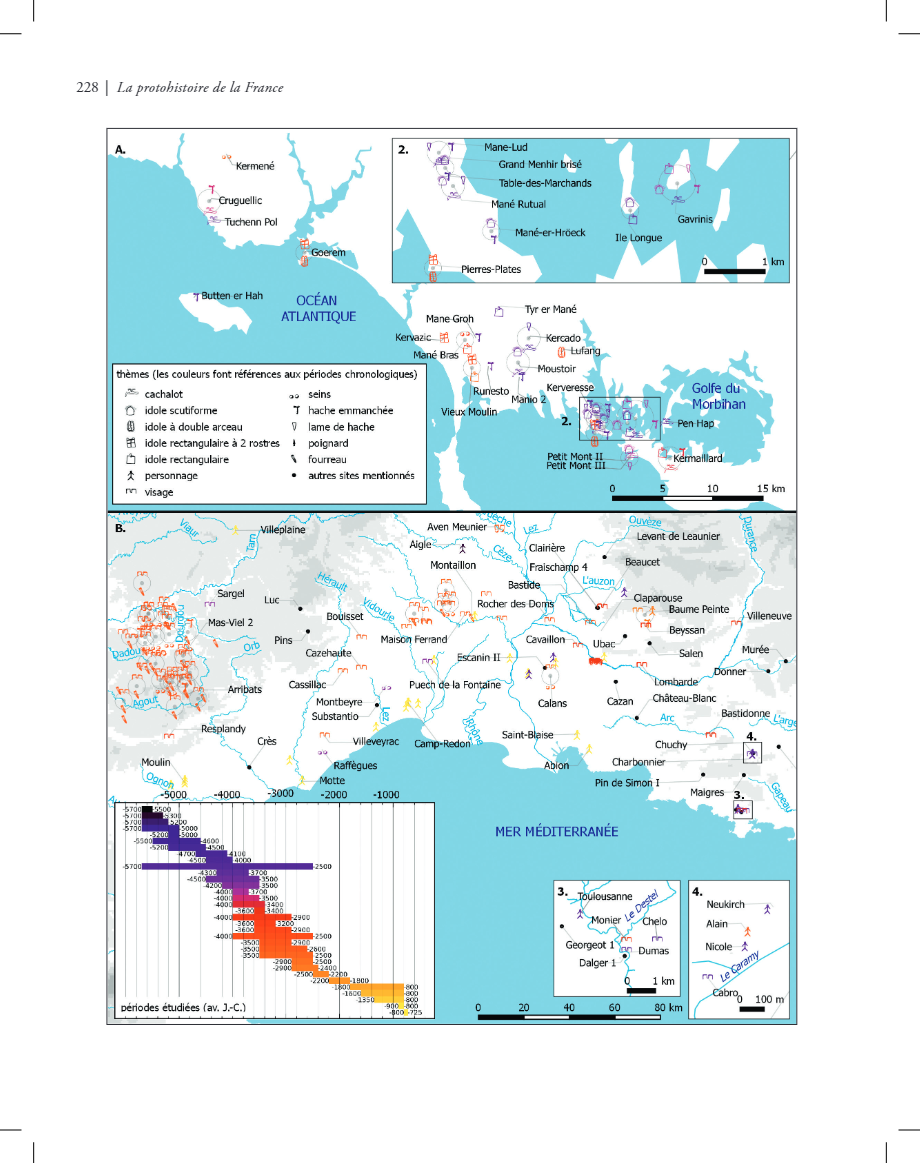 228 | La protohistoire de la France
A.
Kermené
Cruguellic
Tuchenn Pol
Goerem
Butten er Hah
OCÉAN
ATLANTIQUE
2.
Mane-Lud
Grand Menhir brisé
Table-des-Marchands
Mané Rutual
Mané-er-Hröeck
Pierres-Plates
Ile Longue
Gavrinis
0 1 km
Tyr er Mané
Mane-Groh
Kervazic
Kercado
Mané Bras
Lufang
Moustoir
Runesto
Kerveresse
Manio 2
Vieux Moulin
Golfe du
Morbihan
2.
Pen Hap
Petit Mont II
Petit Mont III
Kermaillard
0 5 10 15 km
thèmes (les couleurs font références aux périodes chronologiques)
cachalot
idole scutiforme
idole à double arceau
idole rectangulaire à 2 rostres
idole rectangulaire
personnage
visage
seins
hache emmanchée
lame de hache
poignard
fourreau
autres sites mentionnés
B.
Viaur
Villeplaine
Tarn
Aven Meunier
Lez
Ouvèze
Durance
Aigle
Cèze
Clairière
Levant de Leaunier
Montaillon
Fraischamp 4
Beaucet
Hérault
Bastide
L'auzon
Sargel
Luc
Vidourle
Rocher des Doms
Claparouse
Baume Peinte
Mas-Viel 2
Bouisset
Villeneuve
Dourdou
Pins
Maison Ferrand
Cavaillon
Ubac
Beyssan
Dadou
Orb
Cazehaute
Escanin II
Salen
Murée
Donner
Agout
Arribats
Cassillac
Puech de la Fontaine
Lombarde
Montbeyre
Calans
Cazan
Château-Blanc
Substantio
Lez
Arc
Bastidonne
L'arge
Resplandy
Rhône
Saint-Blaise
Crès
Villeveyrac
Camp-Redon
Chuchy
4.
Moulin
Raffègues
Abion
Charbonnier
Ognon
Motte
Pin de Simon I
Gapeau
Maigres
3.
MER MÉDITERRANÉE
-5000 -4000 -3000 -2000 -1000
-5700 -5500
-5700 -5300
-5700 -5200
-5700 -5000
-5200 -5000
-5500 -4600
-5200 -4500
-4700 -4100
-4500 -4000
-5700 -2500
-4300 -3700
-4500 -3500
-4200 -3500
-4000 -3700
-4000 -3500
-4000 -3400
-3600 -3400
-4000 -2900
-3600 -3200
-3600 -2900
-4000 -2500
-3500 -2900
-3500 -2600
-3500 -2500
-2900 -2500
-2900 -2400
-2500 -2200
-2200 -1800
-1800 -800
-1600 -800
-1350 -800
-900 -800
-800 -725
périodes étudiées (av. J.-C.)
0 20 40 60 80 km
3.
Toulousanne
Le Destel
Monier
Chelo
Georgeot 1
Dumas
Dalger 1
0 1 km
4.
Neukirch
Alain
Nicole
Le Caramy
Cabro
0 100 m